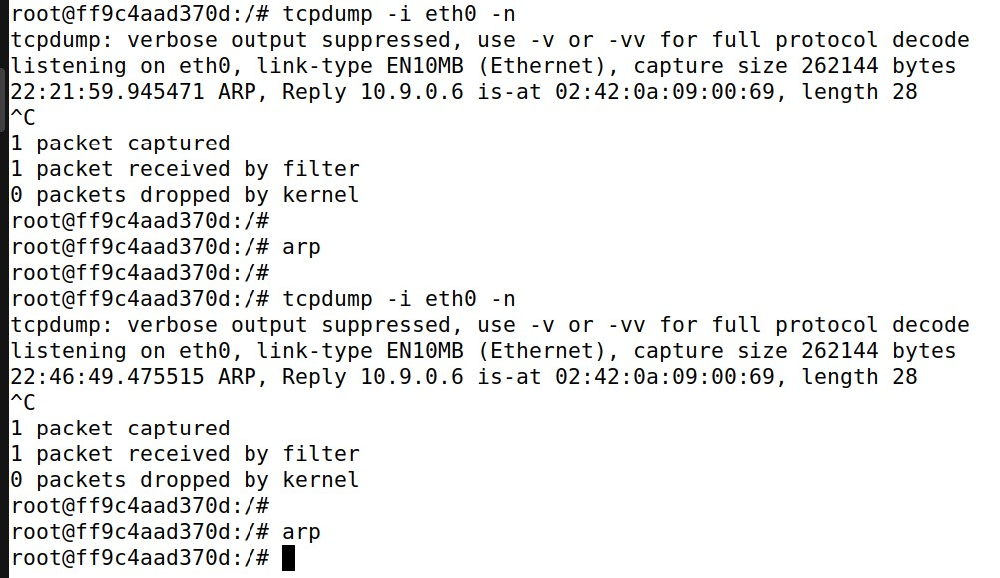 root@ff9c4aad370d:/# tcpdump -i eth0 -n
tcpdump: verbose output suppressed, use -v or -vv for full protocol decode
listening on eth0, link-type EN10MB (Ethernet), capture size 262144 bytes
22:21:59.945471 ARP, Reply 10.9.0.6 is-at 02:42:0a:09:00:69, length 28
^C
1 packet captured
1 packet received by filter
0 packets dropped by kernel
root@ff9c4aad370d:/#
root@ff9c4aad370d:/# arp
root@ff9c4aad370d:/#
root@ff9c4aad370d:/# tcpdump -i eth0 -n
tcpdump: verbose output suppressed, use -v or -vv for full protocol decode
listening on eth0, link-type EN10MB (Ethernet), capture size 262144 bytes
22:46:49.475515 ARP, Reply 10.9.0.6 is-at 02:42:0a:09:00:69, length 28
^C
1 packet captured
1 packet received by filter
0 packets dropped by kernel
root@ff9c4aad370d:/#
root@ff9c4aad370d:/# arp
root@ff9c4aad370d:/#